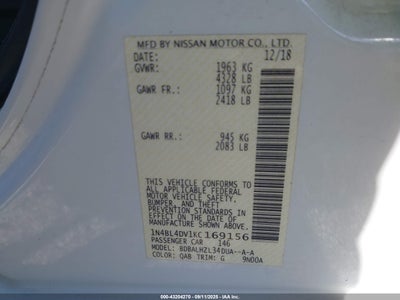 MFD BY NISSAN MOTOR CO., LTD.
DATE: 12/18
GVWR: 1963 KG
4328 LB
GAWR FR.: 1097 KG
2418 LB
GAWR RR.: 945 KG
2083 LB
THIS VEHICLE CONFORMS TO
ALL APPLICABLE FEDERAL
MOTOR VEHICLE SAFETY,
BUMPER, AND THEFT
PREVENTION STANDARDS IN
EFFECT ON THE DATE OF
MANUFACTURE SHOWN ABOVE.
1N4BL4DV1KC169156
PASSENGER CAR 146
MODEL: BDBALHZL34DUA--A-A
COLOR: QAB TRIM: G 9N00A
000-43204270 - 09/11/2025 - IAAI